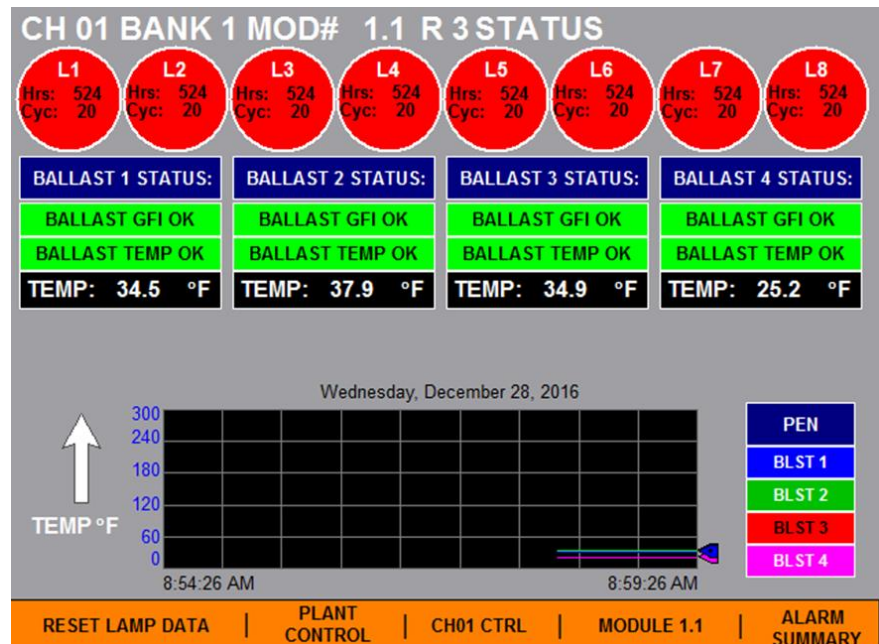 CH 01 BANK 1 MOD# 1.1 R 3 STATUS
L1 L2 L3 L4 L5 L6 L7 L8
Hrs: 524 Hrs: 524 Hrs: 524 Hrs: 524 Hrs: 524 Hrs: 524 Hrs: 524 Hrs: 524
Cyc: 20 Cyc: 20 Cyc: 20 Cyc: 20 Cyc: 20 Cyc: 20 Cyc: 20 Cyc: 20
BALLAST 1 STATUS: BALLAST 2 STATUS: BALLAST 3 STATUS: BALLAST 4 STATUS:
BALLAST GFI OK BALLAST GFI OK BALLAST GFI OK BALLAST GFI OK
BALLAST TEMP OK BALLAST TEMP OK BALLAST TEMP OK BALLAST TEMP OK
TEMP: 34.5 °F TEMP: 37.9 °F TEMP: 34.9 °F TEMP: 25.2 °F
Wednesday, December 28, 2016
300
240
180
120
60
0
TEMP °F
8:54:26 AM 8:59:26 AM
PEN
BLST 1
BLST 2
BLST 3
BLST 4
RESET LAMP DATA | PLANT CONTROL | CH01 CTRL | MODULE 1.1 | ALARM SUMMARY